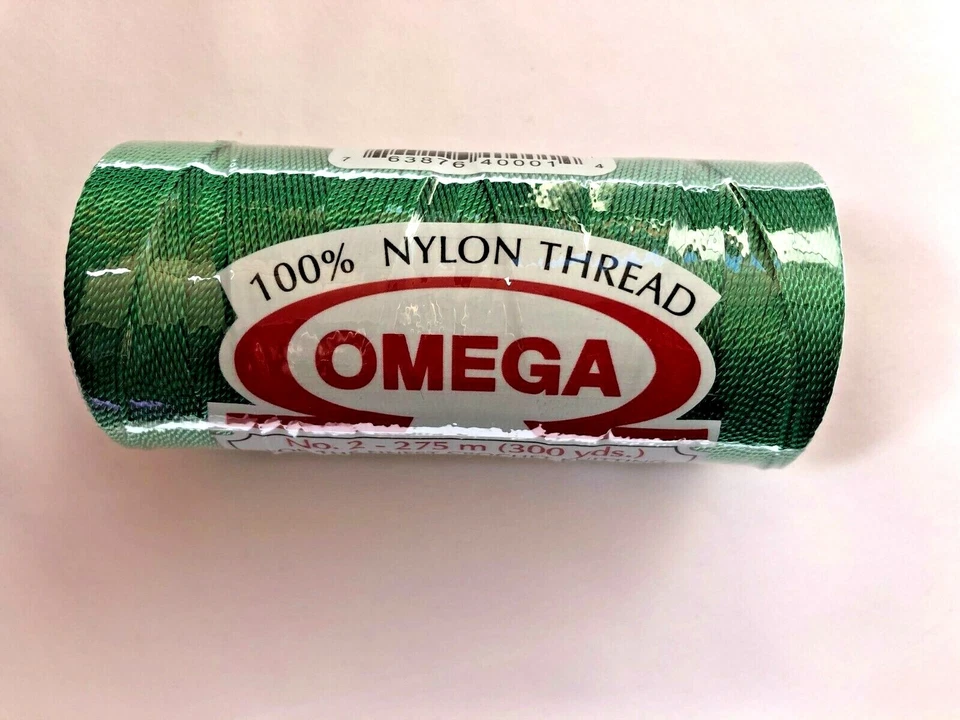 7 63876 40001 4
100% NYLON THREAD
OMEGA
No. 2 - 275 m (300 yds.)